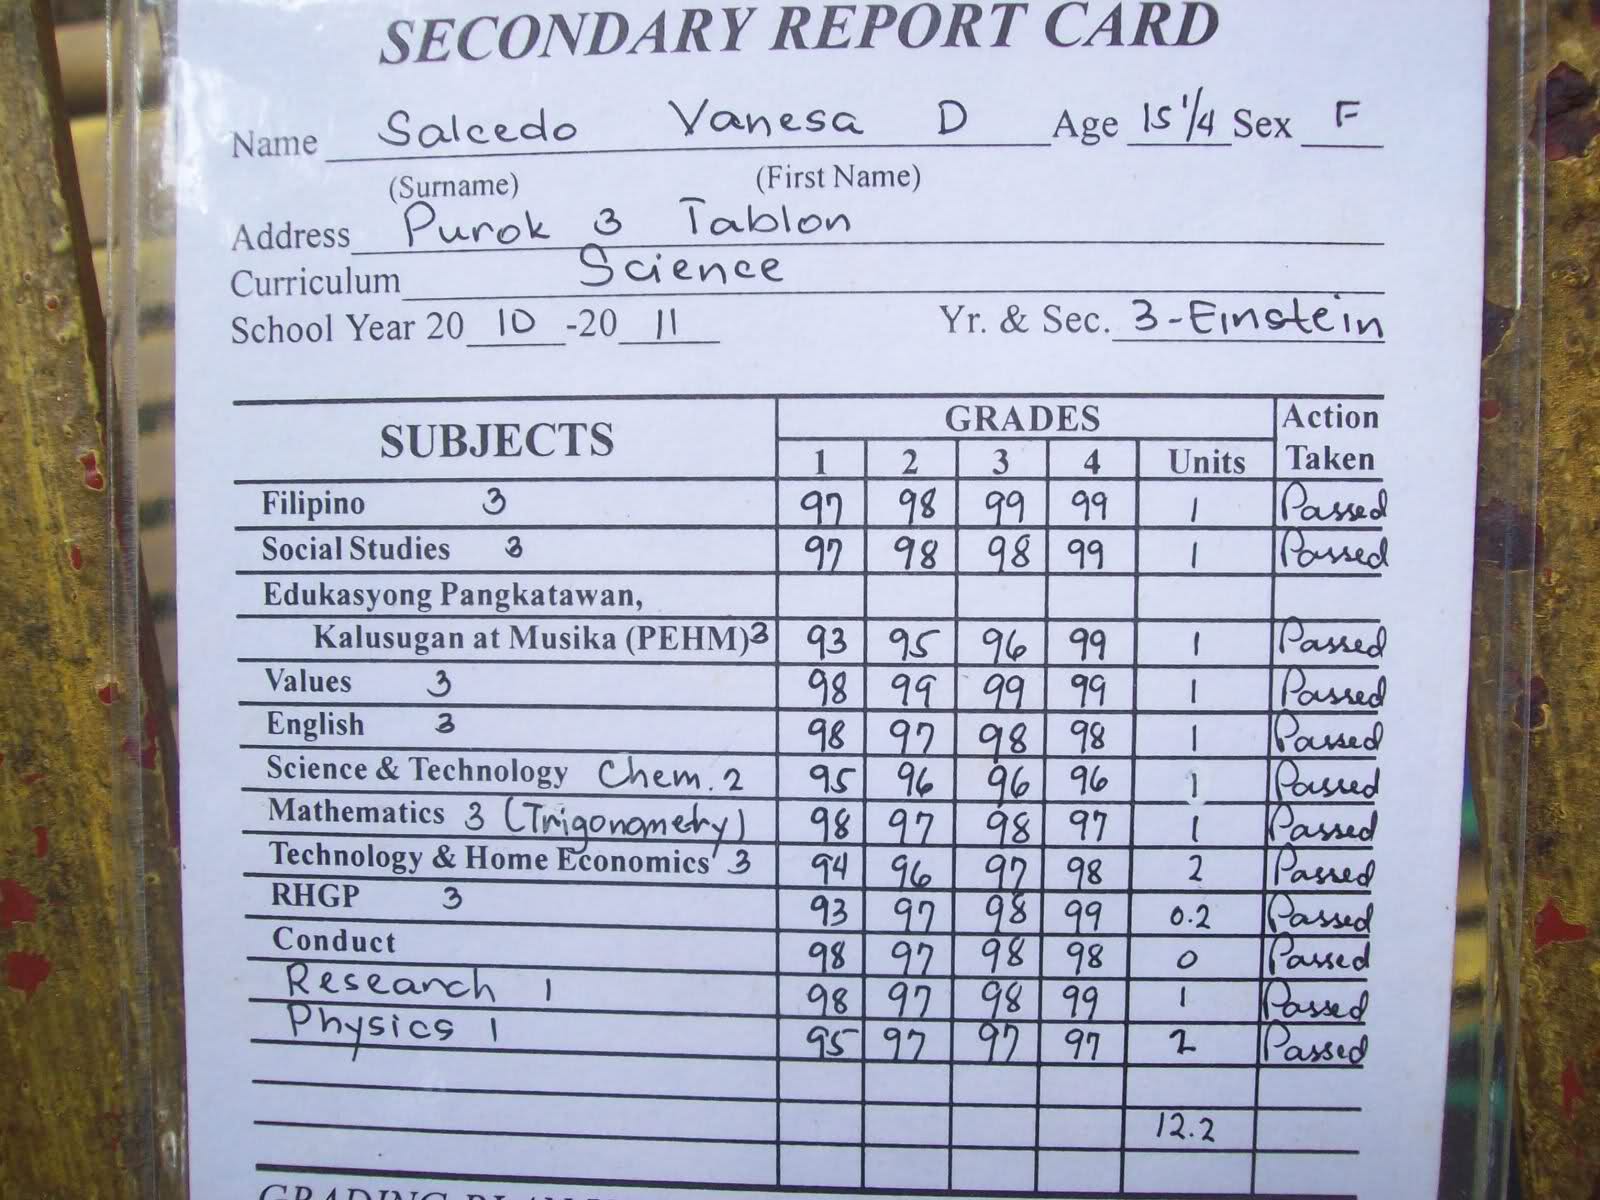 SECONDARY REPORT CARD
Name Salcedo Vanesa D Age 15 1/4 Sex F
(Surname) (First Name)
Address Purok 3 Tablon
Curriculum Science
School Year 20 10 -20 11 Yr. & Sec. 3-Einstein
SUBJECTS GRADES Action Taken
1 2 3 4 Units
Filipino 3 97 98 99 99 1 Passed
Social Studies 3 97 98 98 99 1 Passed
Edukasyong Pangkatawan,
Kalusugan at Musika (PEHM) 3 93 95 96 99 1 Passed
Values 3 98 99 99 99 1 Passed
English 3 98 97 98 98 1 Passed
Science & Technology Chem. 2 95 96 96 96 1 Passed
Mathematics 3 (Trigonometry) 98 97 98 97 1 Passed
Technology & Home Economics 3 94 96 97 98 2 Passed
RHGP 3 93 97 98 99 0.2 Passed
Conduct 98 97 98 98 0 Passed
Research 1 98 97 98 99 1 Passed
Physics 1 95 97 97 97 2 Passed
12.2